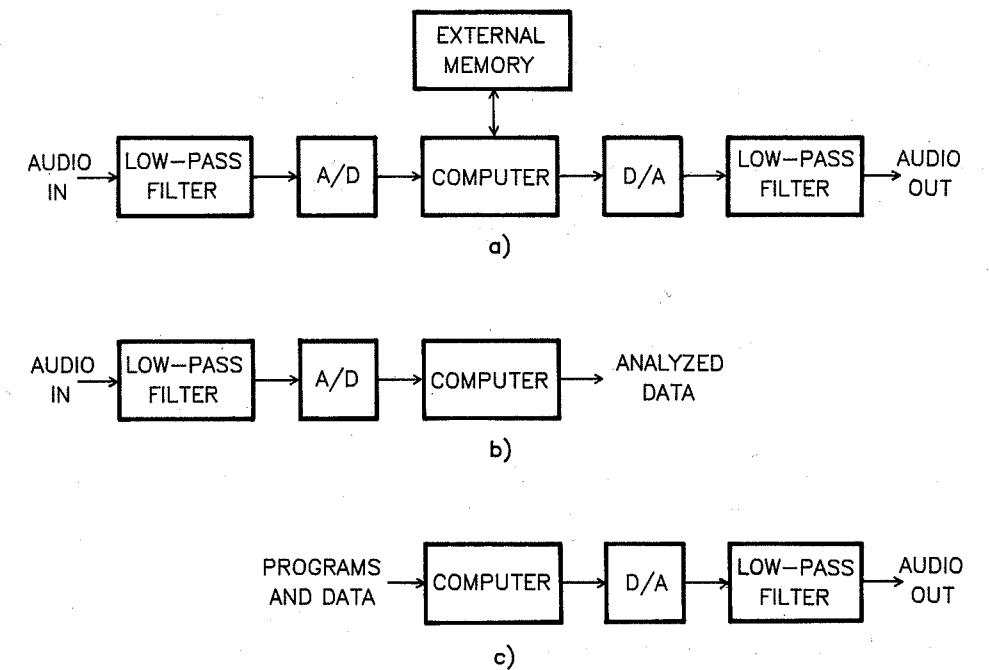 EXTERNAL
MEMORY
AUDIO
IN
LOW-PASS
FILTER
A/D
COMPUTER
D/A
LOW-PASS
FILTER
AUDIO
OUT
a)
AUDIO
IN
LOW-PASS
FILTER
A/D
COMPUTER
ANALYZED
DATA
b)
PROGRAMS
AND DATA
COMPUTER
D/A
LOW-PASS
FILTER
AUDIO
OUT
c)